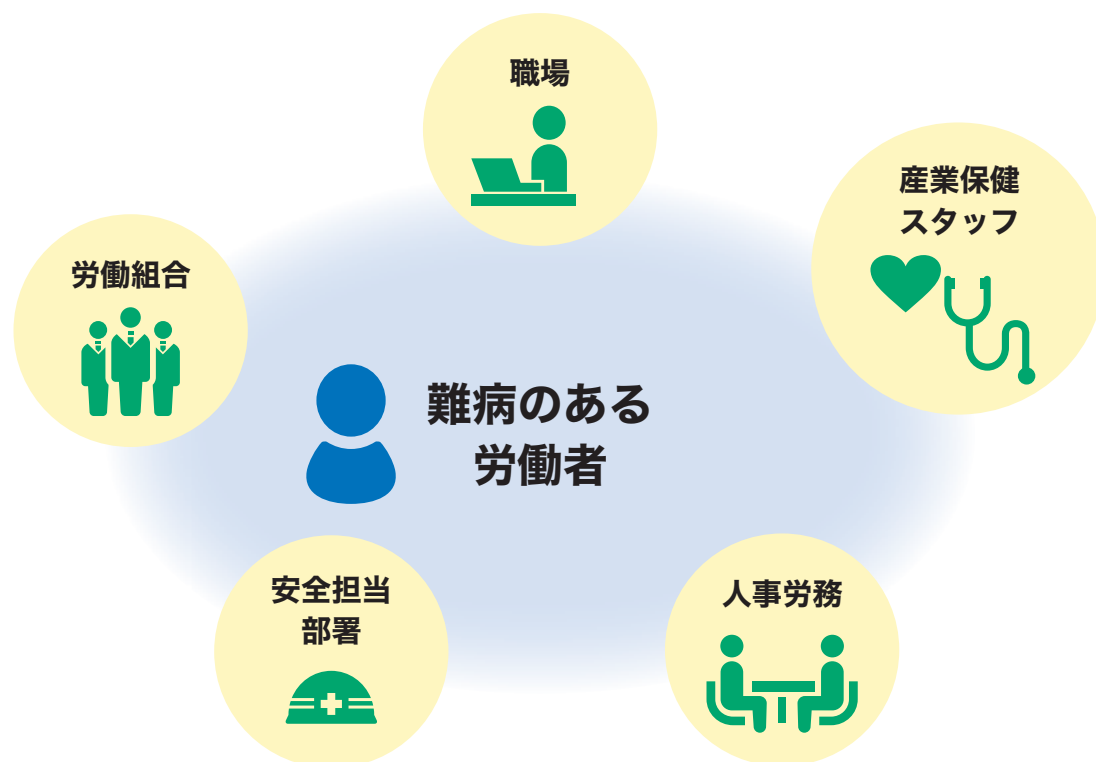 職場
産業保健
スタッフ
労働組合
難病のある
労働者
安全担当
部署
人事労務